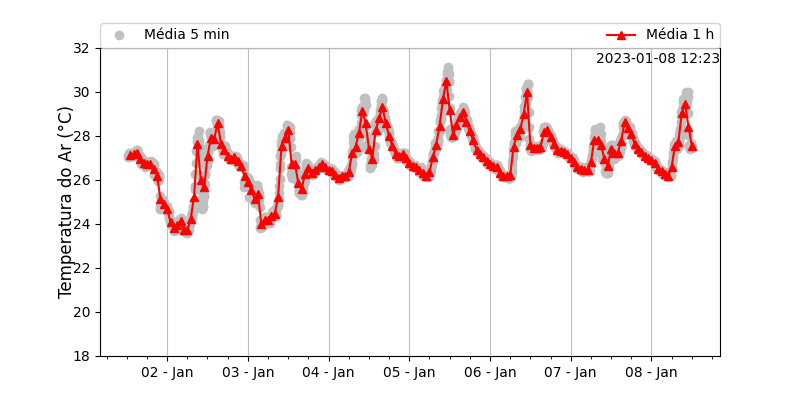 Média 5 min
Média 1 h
2023-01-08 12:23
Temperatura do Ar (°C)
32
30
28
26
24
22
20
18
02 - Jan
03 - Jan
04 - Jan
05 - Jan
06 - Jan
07 - Jan
08 - Jan